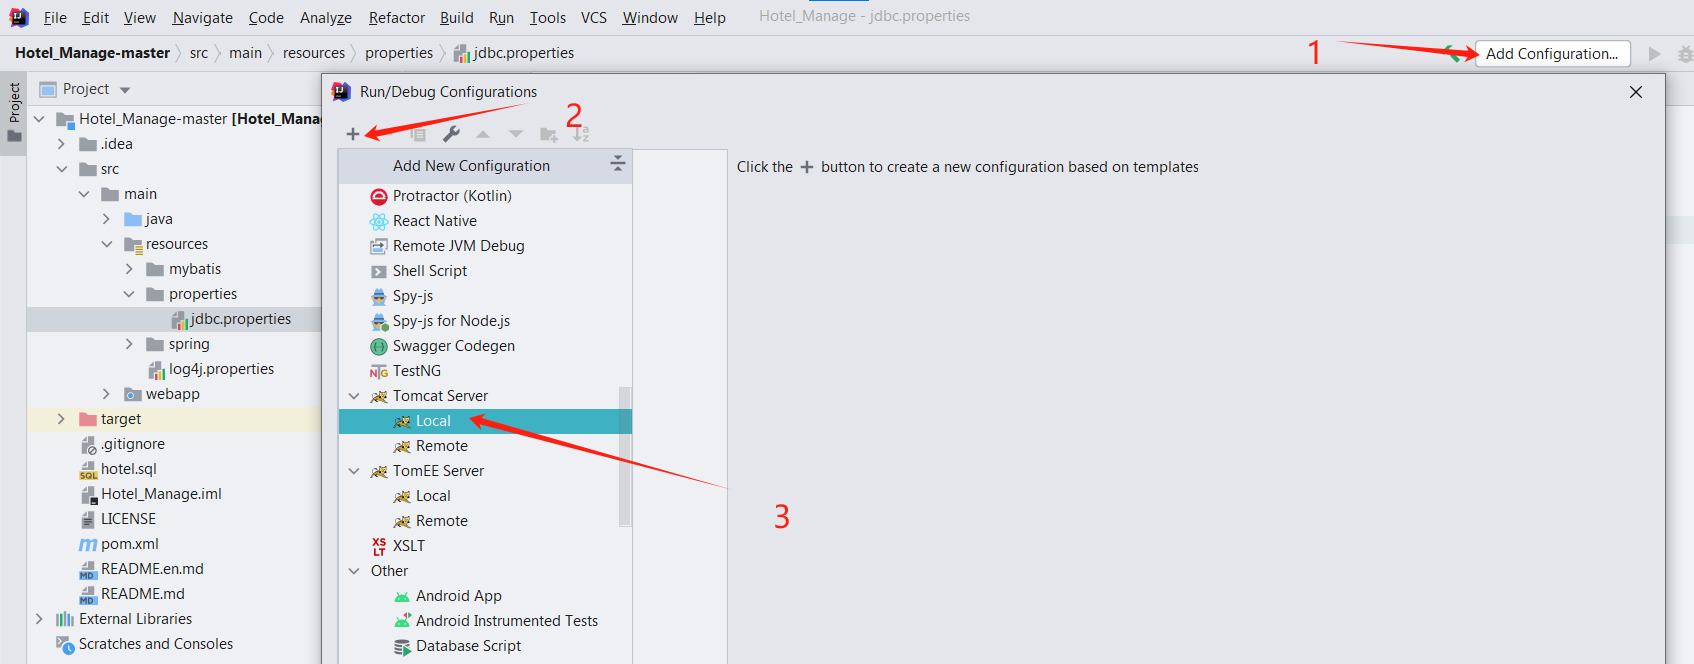 File Edit View Navigate Code Analyze Refactor Build Run Tools VCS Window Help Hotel_Manage - jdbc.properties
Hotel_Manage-master src main resources properties jdbc.properties 1 Add Configuration...
Project
Project
Hotel_Manage-master [Hotel_Mana
.idea
src
main
java
resources
mybatis
properties
jdbc.properties
spring
log4j.properties
webapp
target
.gitignore
hotel.sql
Hotel_Manage.iml
LICENSE
pom.xml
README.en.md
README.md
External Libraries
Scratches and Consoles
Run/Debug Configurations
2
Add New Configuration
Protractor (Kotlin)
React Native
Remote JVM Debug
Shell Script
Spy-js
Spy-js for Node.js
Swagger Codegen
TestNG
Tomcat Server
Local
Remote
TomEE Server
Local
Remote
XSLT
Other
Android App
Android Instrumented Tests
Database Script
Click the + button to create a new configuration based on templates
3